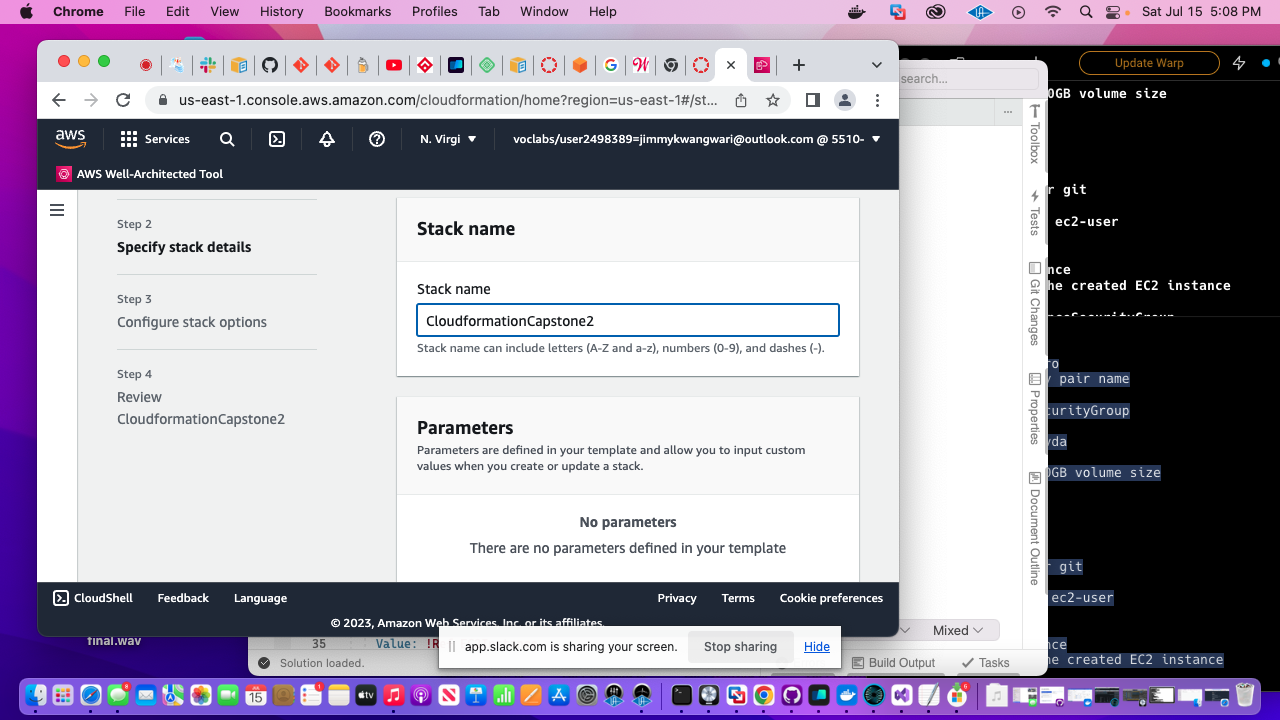 Chrome File Edit View History Bookmarks Profiles Tab Window Help Sat Jul 15 5:08 PM
us-east-1.console.aws.amazon.com/cloudformation/home?region=us-east-1#/st...
aws Services N. Virgi voclabs/user2498389=jimmykwangwari@outlook.com @ 5510-
AWS Well-Architected Tool
Step 2
Specify stack details
Step 3
Configure stack options
Step 4
Review
CloudformationCapstone2
Stack name
Stack name
CloudformationCapstone2
Stack name can include letters (A-Z and a-z), numbers (0-9), and dashes (-).
Parameters
Parameters are defined in your template and allow you to input custom
values when you create or update a stack.
No parameters
There are no parameters defined in your template
CloudShell Feedback Language Privacy Terms Cookie preferences
© 2023, Amazon Web Services, Inc. or its affiliates.
app.slack.com is sharing your screen. Stop sharing Hide
final.wav
35 Value: !R
Mixed
Solution loaded.
Build Output Tasks
search...
Toolbox
Tests
Git Changes
Properties
Document Outline
Update Warp
0GB volume size
r git
ec2-user
nce
ne created EC2 instance
ro
y pair name
curityGroup
yda
0GB volume size
r git
ec2-user
nce
ne created EC2 instance
8
JUL
15
1
6